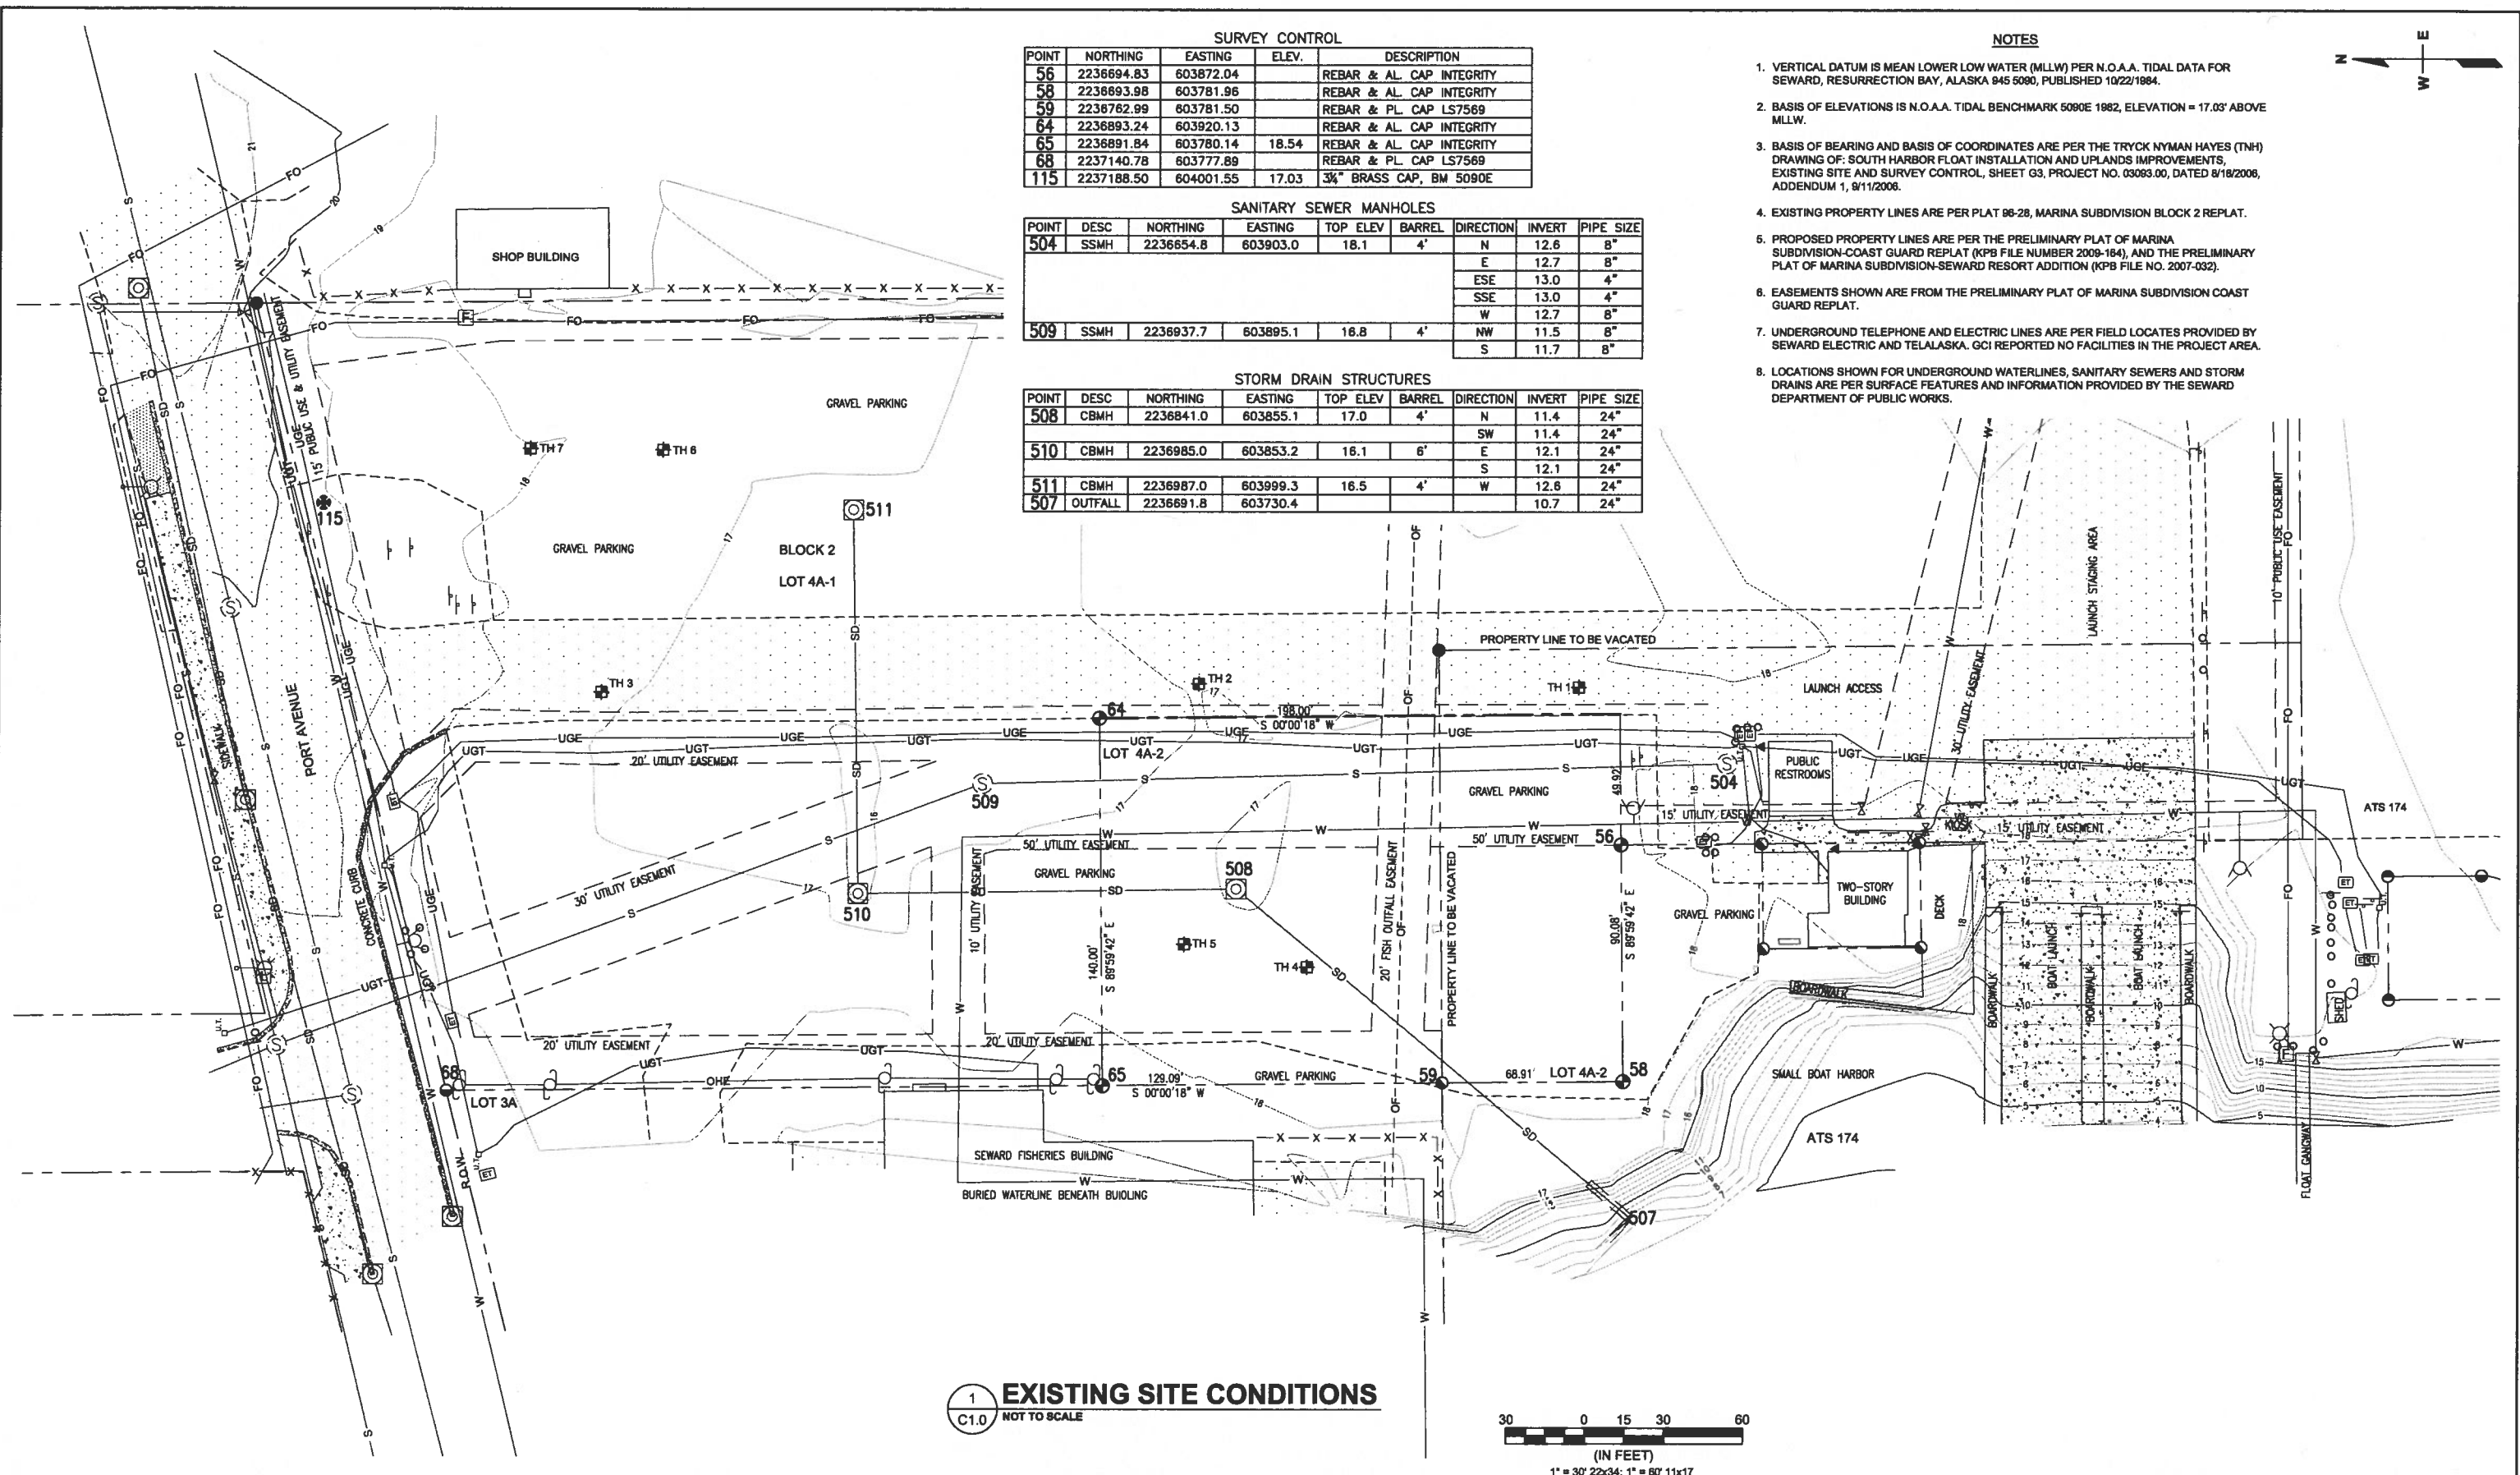 SURVEY CONTROL
POINT NORTHING EASTING ELEV. DESCRIPTION
56 2236694.83 603872.04 REBAR & AL. CAP INTEGRITY
58 2236693.98 603781.96 REBAR & AL. CAP INTEGRITY
59 2236762.99 603781.50 REBAR & PL. CAP LS7569
64 2236893.24 603920.13 REBAR & AL. CAP INTEGRITY
65 2236891.84 603780.14 18.54 REBAR & AL. CAP INTEGRITY
68 2237140.78 603777.89 REBAR & PL. CAP LS7569
115 2237188.50 604001.55 17.03 3¼" BRASS CAP, BM 5090E
SANITARY SEWER MANHOLES
POINT DESC NORTHING EASTING TOP ELEV BARREL DIRECTION INVERT PIPE SIZE
504 SSMH 2236654.8 603903.0 18.1 4' N 12.6 8"
E 12.7 8"
ESE 13.0 4"
SSE 13.0 4"
W 12.7 8"
509 SSMH 2236937.7 603895.1 16.8 4' NW 11.5 8"
S 11.7 8"
STORM DRAIN STRUCTURES
POINT DESC NORTHING EASTING TOP ELEV BARREL DIRECTION INVERT PIPE SIZE
508 CBMH 2236841.0 603855.1 17.0 4' N 11.4 24"
SW 11.4 24"
510 CBMH 2236985.0 603853.2 16.1 6' E 12.1 24"
S 12.1 24"
511 CBMH 2236987.0 603999.3 16.5 4' W 12.6 24"
507 OUTFALL 2236691.8 603730.4 10.7 24"
NOTES
1. VERTICAL DATUM IS MEAN LOWER LOW WATER (MLLW) PER N.O.A.A. TIDAL DATA FOR
SEWARD, RESURRECTION BAY, ALASKA 945 5090, PUBLISHED 10/22/1984.
2. BASIS OF ELEVATIONS IS N.O.A.A. TIDAL BENCHMARK 5090E 1982, ELEVATION = 17.03' ABOVE
MLLW.
3. BASIS OF BEARING AND BASIS OF COORDINATES ARE PER THE TRYCK NYMAN HAYES (TNH)
DRAWING OF: SOUTH HARBOR FLOAT INSTALLATION AND UPLANDS IMPROVEMENTS,
EXISTING SITE AND SURVEY CONTROL, SHEET G3, PROJECT NO. 03093.00, DATED 8/18/2006,
ADDENDUM 1, 9/11/2006.
4. EXISTING PROPERTY LINES ARE PER PLAT 96-28, MARINA SUBDIVISION BLOCK 2 REPLAT.
5. PROPOSED PROPERTY LINES ARE PER THE PRELIMINARY PLAT OF MARINA
SUBDIVISION-COAST GUARD REPLAT (KPB FILE NUMBER 2009-164), AND THE PRELIMINARY
PLAT OF MARINA SUBDIVISION-SEWARD RESORT ADDITION (KPB FILE NO. 2007-032).
6. EASEMENTS SHOWN ARE FROM THE PRELIMINARY PLAT OF MARINA SUBDIVISION COAST
GUARD REPLAT.
7. UNDERGROUND TELEPHONE AND ELECTRIC LINES ARE PER FIELD LOCATES PROVIDED BY
SEWARD ELECTRIC AND TELALASKA. GCI REPORTED NO FACILITIES IN THE PROJECT AREA.
8. LOCATIONS SHOWN FOR UNDERGROUND WATERLINES, SANITARY SEWERS AND STORM
DRAINS ARE PER SURFACE FEATURES AND INFORMATION PROVIDED BY THE SEWARD
DEPARTMENT OF PUBLIC WORKS.
N
E
W
SHOP BUILDING
15' PUBLIC USE & UTILITY EASEMENT
GRAVEL PARKING
TH 7
TH 6
115
511
GRAVEL PARKING
BLOCK 2
LOT 4A-1
LAUNCH STAGING AREA
10' PUBLIC USE EASEMENT
PROPERTY LINE TO BE VACATED
PORT AVENUE
SIDEWALK
TH 3
TH 2
TH 1
LAUNCH ACCESS
30' UTILITY EASEMENT
64
198.00'
S 00°00'18" W
LOT 4A-2
20' UTILITY EASEMENT
PUBLIC
RESTROOMS
509
504
49.92'
GRAVEL PARKING
ATS 174
15' UTILITY EASEMENT
KIOSK
15' UTILITY EASEMENT
50' UTILITY EASEMENT
50' UTILITY EASEMENT
56
GRAVEL PARKING
508
30' UTILITY EASEMENT
510
CONCRETE CURB
10' UTILITY EASEMENT
140.00'
S 89°59'42" E
20' FISH OUTFALL EASEMENT
PROPERTY LINE TO BE VACATED
90.08'
S 89°59'42" E
GRAVEL PARKING
TWO-STORY
BUILDING
DECK
TH 5
TH 4
BOARDWALK
BOARDWALK
BOAT LAUNCH
BOARDWALK
BOAT LAUNCH
BOARDWALK
SHED
20' UTILITY EASEMENT
20' UTILITY EASEMENT
68
LOT 3A
OHE
65
129.09'
S 00°00'18" W
GRAVEL PARKING
59
68.91'
LOT 4A-2
58
SMALL BOAT HARBOR
ATS 174
R.O.W.
SEWARD FISHERIES BUILDING
BURIED WATERLINE BENEATH BUIDLING
507
FLOAT GANGWAY
1
C1.0
EXISTING SITE CONDITIONS
NOT TO SCALE
30 0 15 30 60
(IN FEET)
1" = 30' 22x34; 1" = 60' 11x17